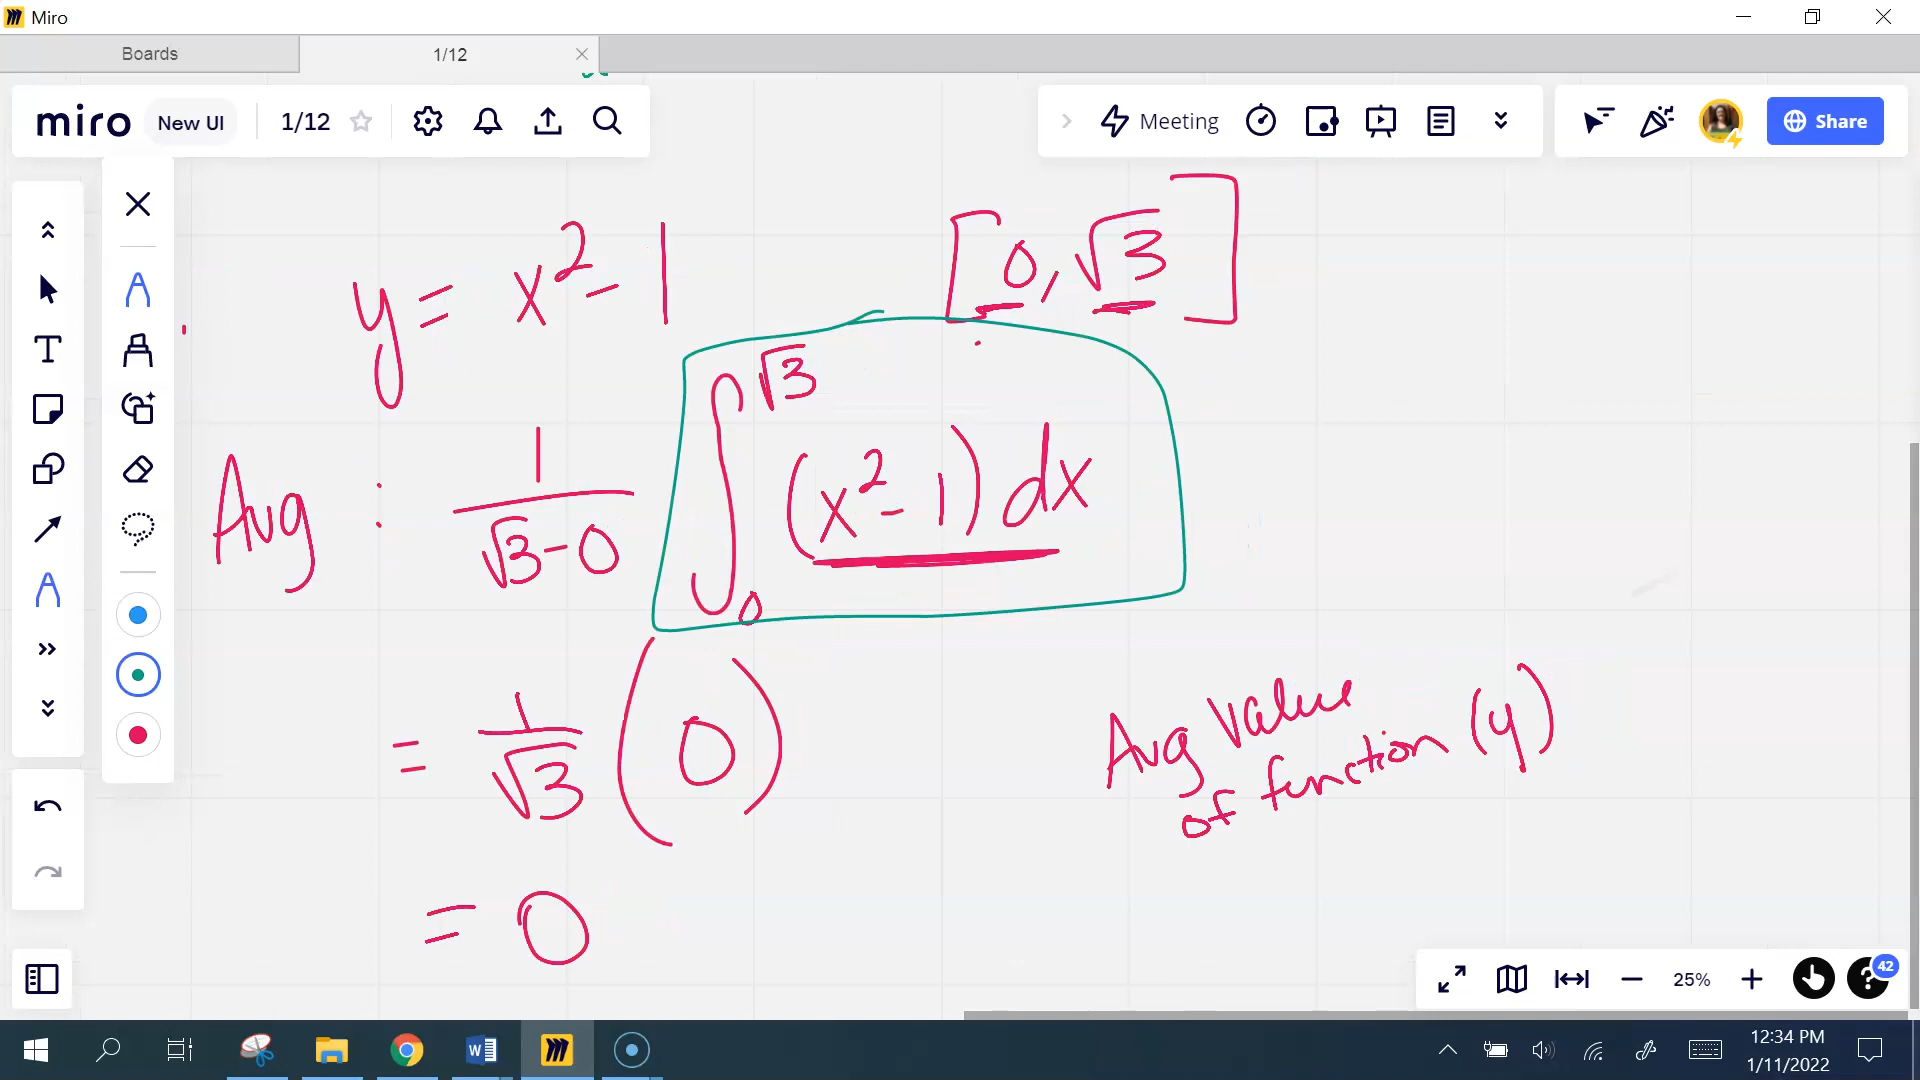 Miro
Boards
1/12
miro
New UI
1/12
Meeting
Share
y = x² - 1
[0, √3]
Avg : 1/(√3 - 0) ∫₀^√3 (x² - 1) dx
= 1/√3 (0)
Avg Value
of function (y)
= 0
25%
42
12:34 PM
1/11/2022